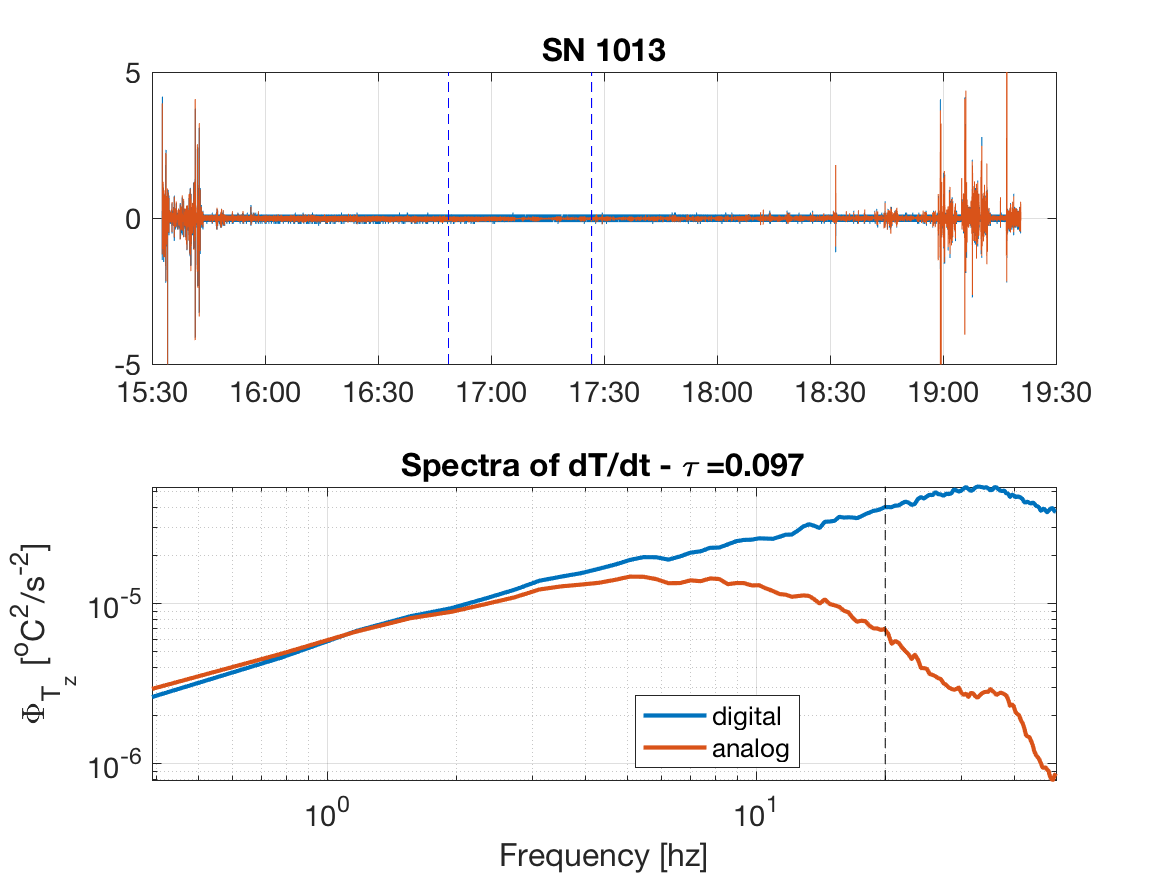 SN 1013
5
0
-5
15:30 16:00 16:30 17:00 17:30 18:00 18:30 19:00 19:30
Spectra of dT/dt - τ =0.097
Φ_{T_z} [°C²/s⁻²]
10⁻⁵
10⁻⁶
digital
analog
10⁰ 10¹
Frequency [hz]